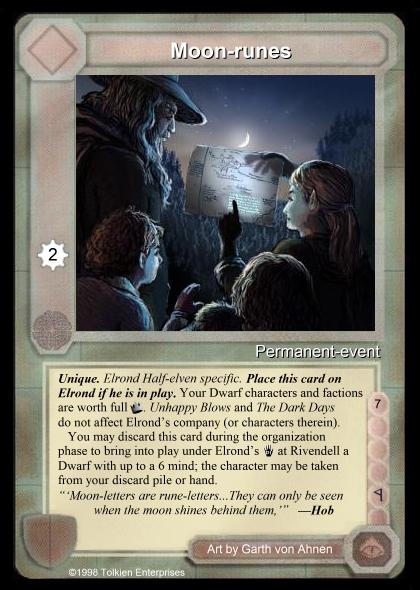 Moon-runes
2
Permanent-event
Unique. Elrond Half-elven specific. Place this card on
Elrond if he is in play. Your Dwarf characters and factions
are worth full . Unhappy Blows and The Dark Days
do not affect Elrond's company (or characters therein).
You may discard this card during the organization
phase to bring into play under Elrond's at Rivendell a
Dwarf with up to a 6 mind; the character may be taken
from your discard pile or hand.
“‘Moon-letters are rune-letters...They can only be seen
when the moon shines behind them,’” —Hob
7
Art by Garth von Ahnen
©1998 Tolkien Enterprises